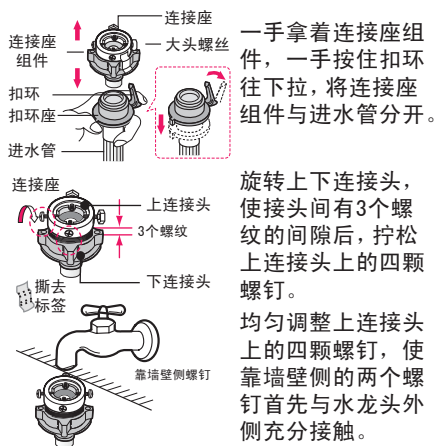 连接座
连接座
组件
大头螺丝
扣环
扣环座
进水管
一手拿着连接座组
件，一手按住扣环
往下拉，将连接座
组件与进水管分开。
连接座
上连接头
3个螺纹
下连接头
撕去
标签
旋转上下连接头，
使接头间有3个螺
纹的间隙后，拧松
上连接头上的四颗
螺钉。
靠墙壁侧螺钉
均匀调整上连接头
上的四颗螺钉，使
靠墙壁侧的两个螺
钉首先与水龙头外
侧充分接触。